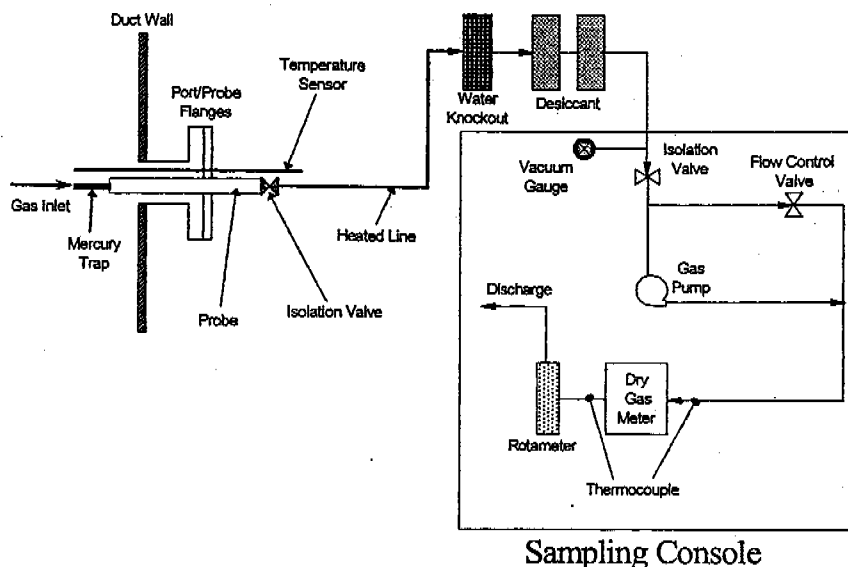 Duct Wall
Port/Probe
Flanges
Temperature
Sensor
Gas Inlet
Mercury
Trap
Probe
Isolation Valve
Heated Line
Water
Knockout
Desiccant
Vacuum
Gauge
Isolation
Valve
Flow Control
Valve
Gas
Pump
Discharge
Dry
Gas
Meter
Rotameter
Thermocouple
Sampling Console